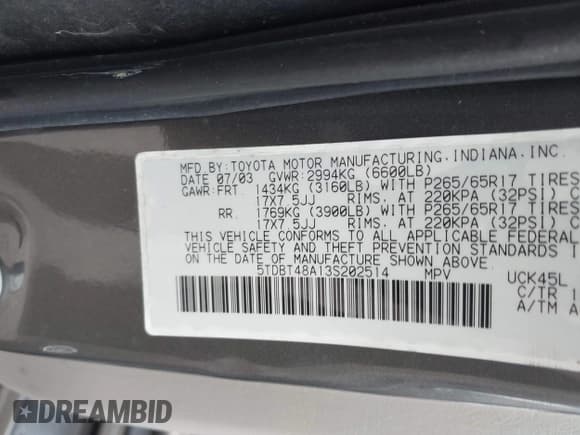 MFD.BY:TOYOTA MOTOR MANUFACTURING.INDIANA.INC.
DATE 07/03 GVWR:2994KG (6600LB)
GAWR:FRT 1434KG (3160LB) WITH P265/65R17 TIRES
17X7.5JJ RIMS. AT 220KPA (32PSI)
RR 1769KG (3900LB) WITH P265/65R17 TIRES
17X7.5JJ RIMS. AT 220KPA (32PSI) C
THIS VEHICLE CONFORMS TO ALL APPLICABLE FEDERAL
VEHICLE SAFETY AND THEFT PREVENTION STANDARDS I
ON THE DATE OF MANUFACTURE SHOWN ABOVE
5TDBT48A13S202514 MPV UCK45L
C/TR 1
A/TM A
DREAMBID